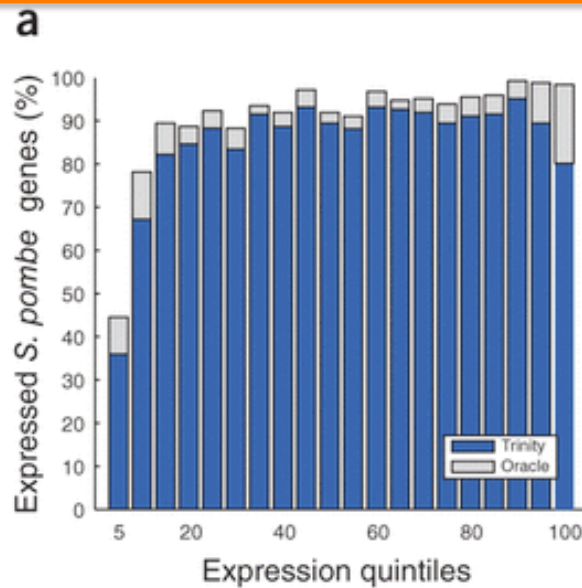 a
Expressed S. pombe genes (%)
100
90
80
70
60
50
40
30
20
10
0
Trinity
Oracle
5 20 40 60 80 100
Expression quintiles